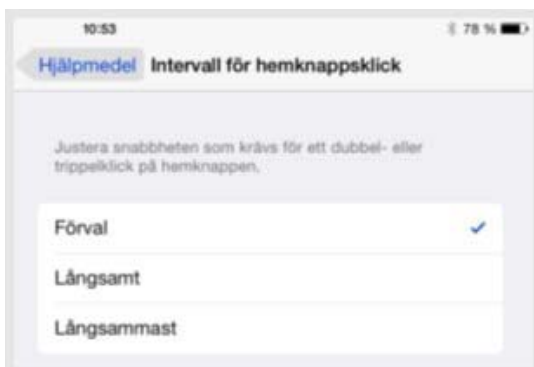 10:53
78 %
Hjälpmedel Intervall för hemknappsklick
Justera snabbheten som krävs för ett dubbel- eller
trippelklick på hemknappen.
Förval
Långsamt
Långsammast